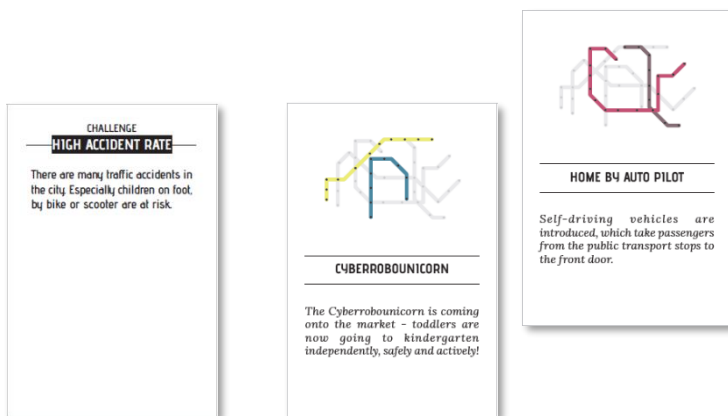 CHALLENGE
HIGH ACCIDENT RATE
There are many traffic accidents in
the city. Especially children on foot,
by bike or scooter are at risk.
CYBERROBOUNICORN
The Cyberrobounicorn is coming
onto the market - toddlers are
now going to kindergarten
independently, safely and actively!
HOME BY AUTO PILOT
Self-driving vehicles are
introduced, which take passengers
from the public transport stops to
the front door.